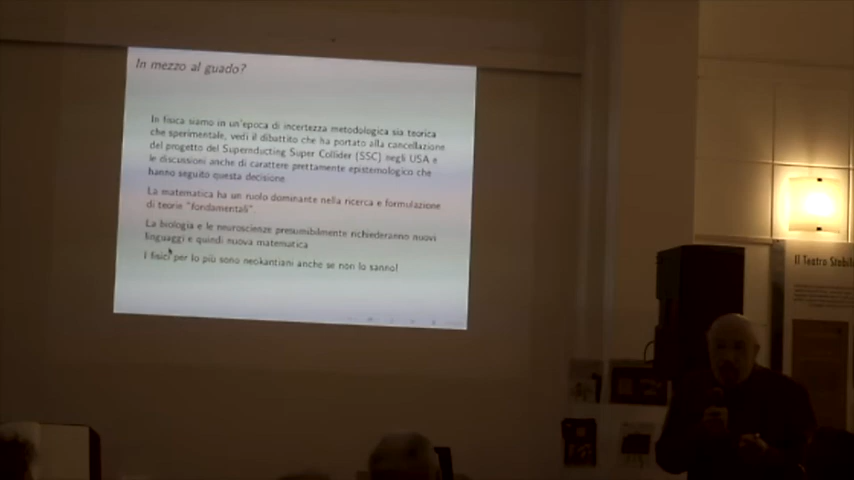 In mezzo al guado?
In fisica siamo in un'epoca di incertezza metodologica sia teorica
che sperimentale, vedi il dibattito che ha portato alla cancellazione
del progetto del Supernducting Super Collider (SSC) negli USA e
le discussioni anche di carattere prettamente epistemologico che
hanno seguito questa decisione.
La matematica ha un ruolo dominante nella ricerca e formulazione
di teorie "fondamentali".
La biologia e le neuroscienze presumibilmente richiederanno nuovi
linguaggi e quindi nuova matematica
I fisici per lo più sono neokantiani anche se non lo sanno!
Il Teatro Stabil